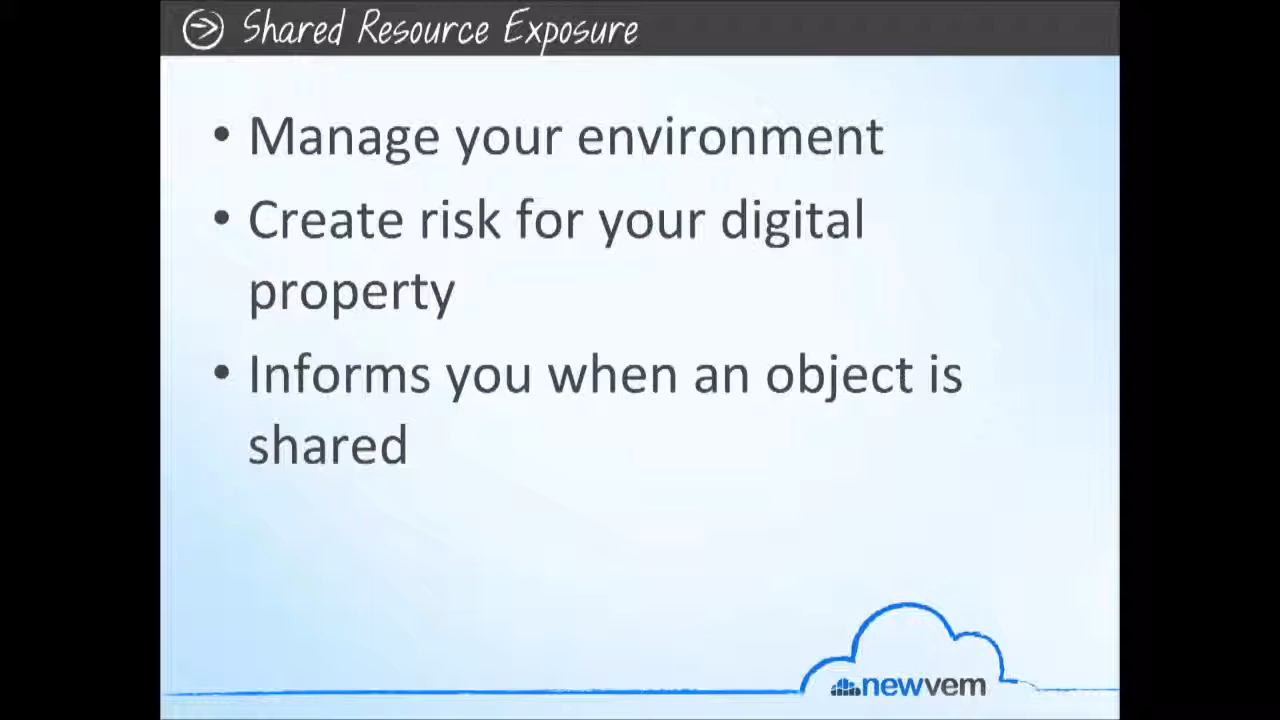 Shared Resource Exposure
• Manage your environment
• Create risk for your digital
property
• Informs you when an object is
shared
newvem